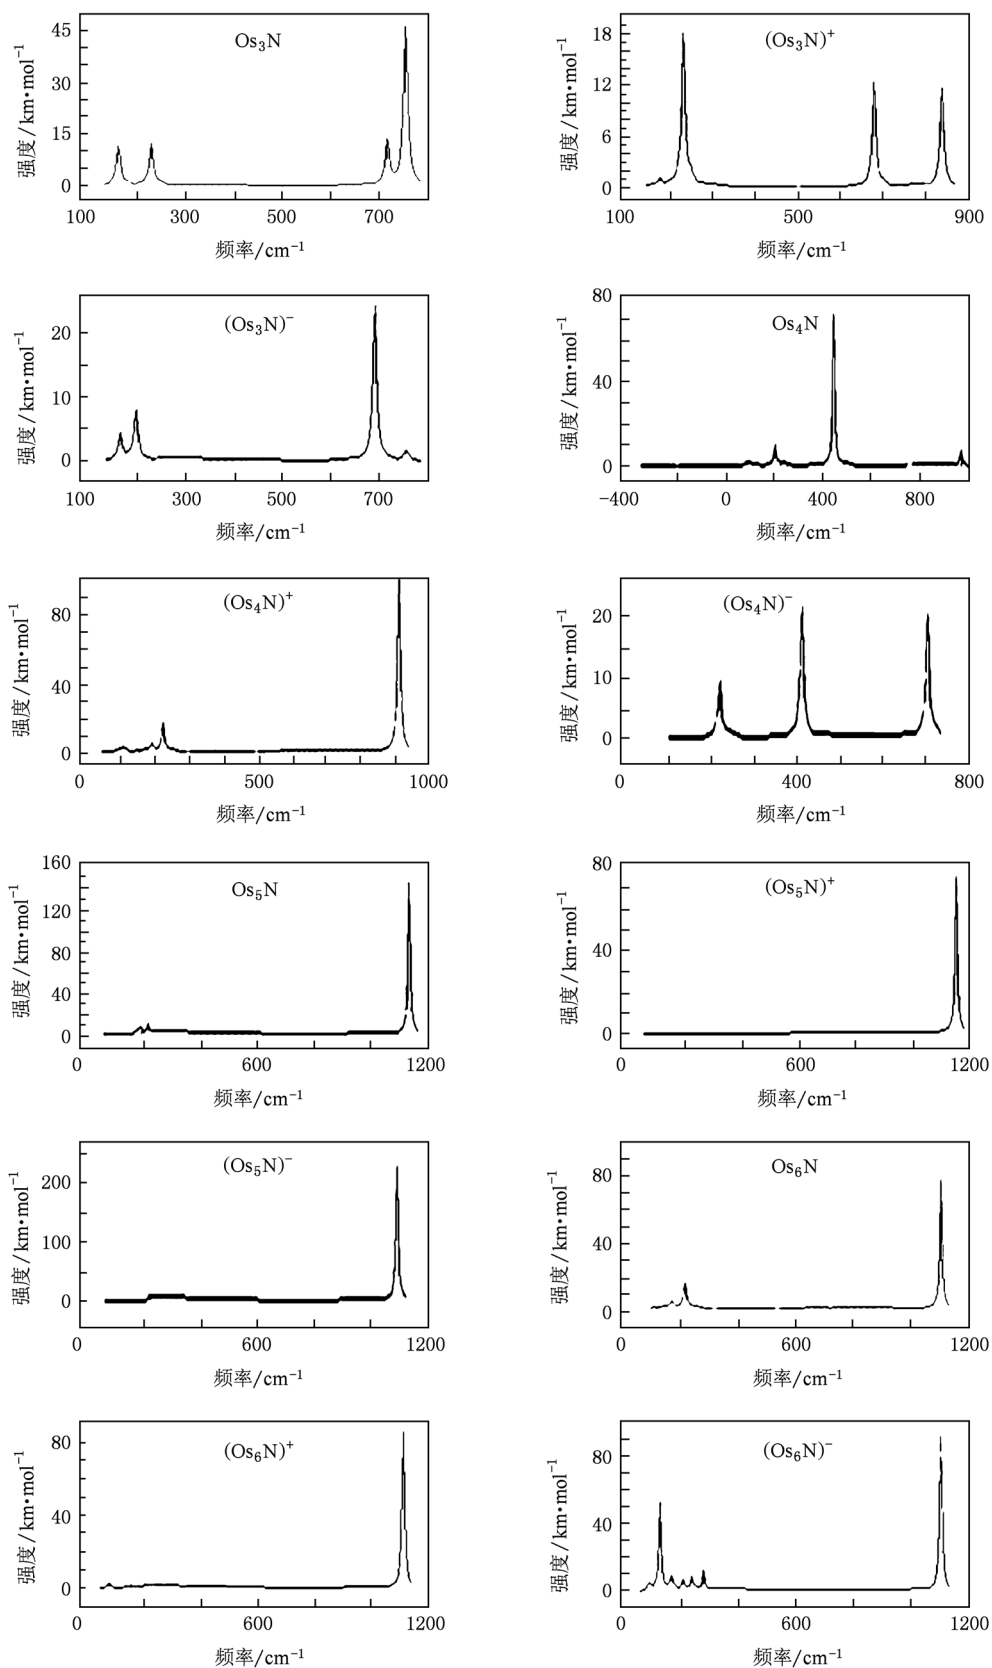 Os₃N
强度/km•mol⁻¹
45
30
15
0
100 300 500 700
频率/cm⁻¹
(Os₃N)⁺
强度/km•mol⁻¹
18
12
6
0
100 500 900
频率/cm⁻¹
(Os₃N)⁻
强度/km•mol⁻¹
20
10
0
100 300 500 700
频率/cm⁻¹
Os₄N
强度/km•mol⁻¹
80
40
0
−400 0 400 800
频率/cm⁻¹
(Os₄N)⁺
强度/km•mol⁻¹
80
40
0
0 500 1000
频率/cm⁻¹
(Os₄N)⁻
强度/km•mol⁻¹
20
10
0
0 400 800
频率/cm⁻¹
Os₅N
强度/km•mol⁻¹
160
120
80
40
0
0 600 1200
频率/cm⁻¹
(Os₅N)⁺
强度/km•mol⁻¹
80
40
0
0 600 1200
频率/cm⁻¹
(Os₅N)⁻
强度/km•mol⁻¹
200
100
0
0 600 1200
频率/cm⁻¹
Os₆N
强度/km•mol⁻¹
80
40
0
0 600 1200
频率/cm⁻¹
(Os₆N)⁺
强度/km•mol⁻¹
80
40
0
0 600 1200
频率/cm⁻¹
(Os₆N)⁻
强度/km•mol⁻¹
80
40
0
0 600 1200
频率/cm⁻¹